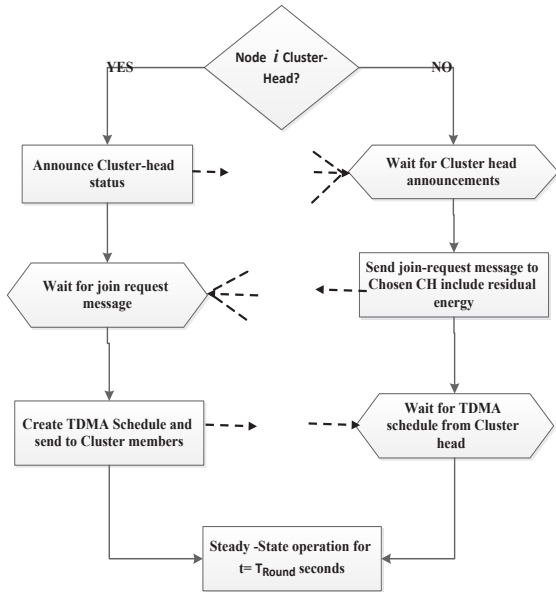 Node i Cluster-
Head?
YES
NO
Announce Cluster-head
status
Wait for Cluster head
announcements
Wait for join request
message
Send join-request message to
Chosen CH include residual
energy
Create TDMA Schedule and
send to Cluster members
Wait for TDMA
schedule from Cluster
head
Steady -State operation for
t= TRound seconds